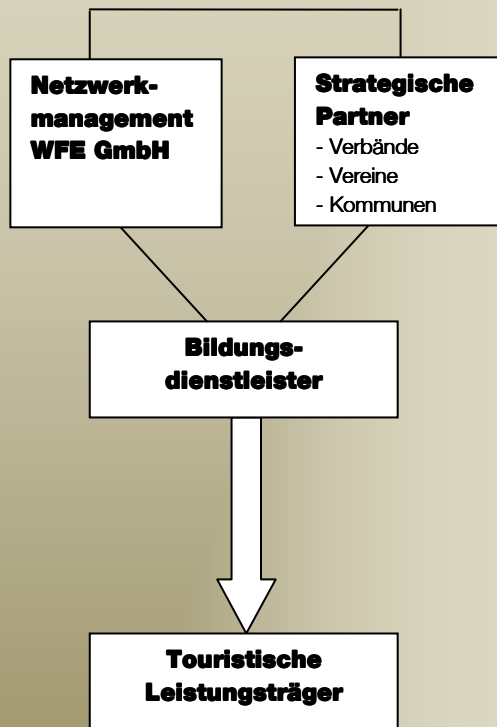 Netzwerk-
management
WFE GmbH
Strategische
Partner
- Verbände
- Vereine
- Kommunen
Bildungs-
dienstleister
Touristische
Leistungsträger